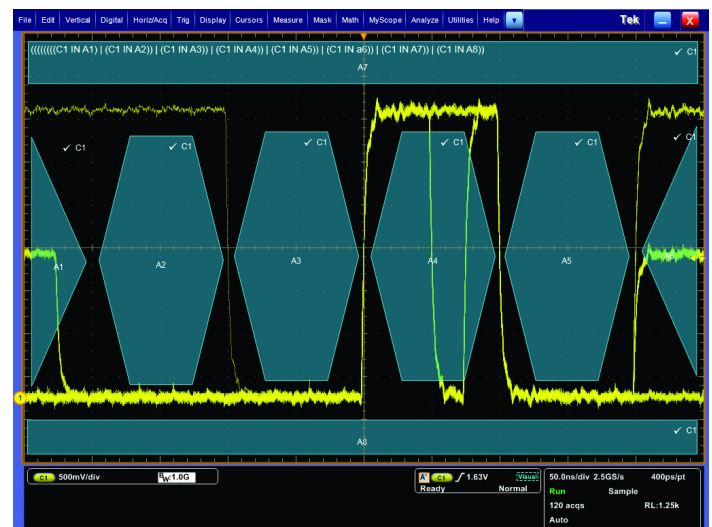 File Edit Vertical Digital Horiz/Acq Trig Display Cursors Measure Mask Math MyScope Analyze Utilities Help Tek X
((((((((C1 IN A1) | (C1 IN A2)) | (C1 IN A3)) | (C1 IN A4)) | (C1 IN A5)) | (C1 IN a6)) | (C1 IN A7)) | (C1 IN A8))
✓ C1
A7
✓ C1 ✓ C1 ✓ C1 ✓ C1 ✓ C1 ✓ C1
A1 A2 A3 A4 A5 A6
1
✓ C1
A8
C1 500mV/div BW:1.0G
A' C1 1.63V Visual
Ready Normal
50.0ns/div 2.5GS/s 400ps/pt
Run Sample
120 acqs RL:1.25k
Auto